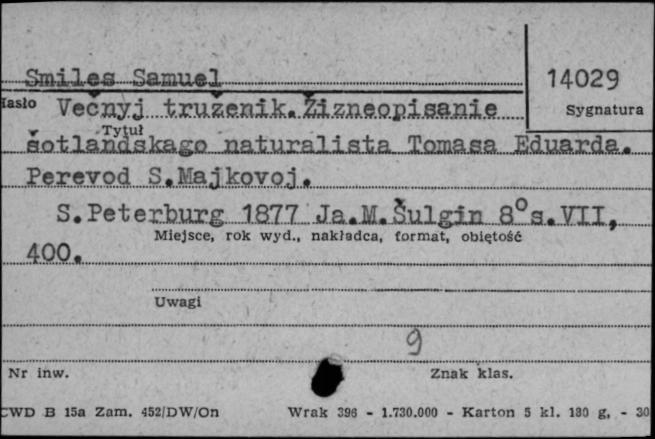 Smiles Samuel
14029
Hasło Večnyj truženik. Žizneopisanie
Sygnatura
Tytuł
šotlandskago naturalista Tomasa Eduarda.
Perevod S.Majkovoj.
S.Peterburg 1877 Ja.M.Šulgin 8° s.VII,
Miejsce, rok wyd., nakładca, format, objętość
400.
Uwagi
9
Nr inw.
Znak klas.
CWD B 15a Zam. 452/DW/On Wrak 396 - 1.730.000 - Karton 5 kl. 180 g. - 30